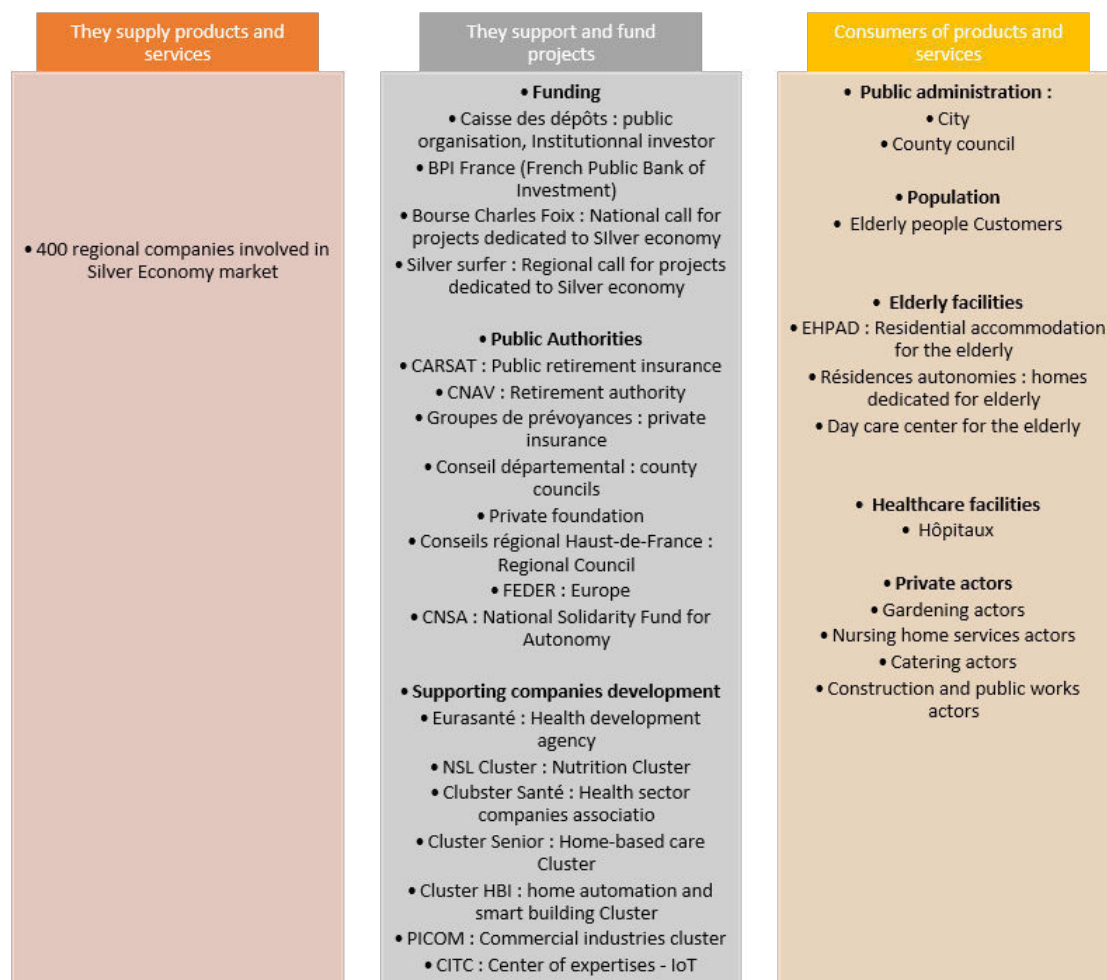 They supply products and
services
• 400 regional companies involved in
Silver Economy market
They support and fund
projects
• Funding
• Caisse des dépôts : public
organisation, Institutionnal investor
• BPI France (French Public Bank of
Investment)
• Bourse Charles Foix : National call for
projects dedicated to SIlver economy
• Silver surfer : Regional call for projects
dedicated to Silver economy
• Public Authorities
• CARSAT : Public retirement insurance
• CNAV : Retirement authority
• Groupes de prévoyances : private
insurance
• Conseil départemental : county
councils
• Private foundation
• Conseils régional Haust-de-France :
Regional Council
• FEDER : Europe
• CNSA : National Solidarity Fund for
Autonomy
• Supporting companies development
• Eurasanté : Health development
agency
• NSL Cluster : Nutrition Cluster
• Clubster Santé : Health sector
companies associatio
• Cluster Senior : Home-based care
Cluster
• Cluster HBI : home automation and
smart building Cluster
• PICOM : Commercial industries cluster
• CITC : Center of expertises - IoT
Consumers of products and
services
• Public administration :
• City
• County council
• Population
• Elderly people Customers
• Elderly facilities
• EHPAD : Residential accommodation
for the elderly
• Résidences autonomies : homes
dedicated for elderly
• Day care center for the elderly
• Healthcare facilities
• Hôpitaux
• Private actors
• Gardening actors
• Nursing home services actors
• Catering actors
• Construction and public works
actors